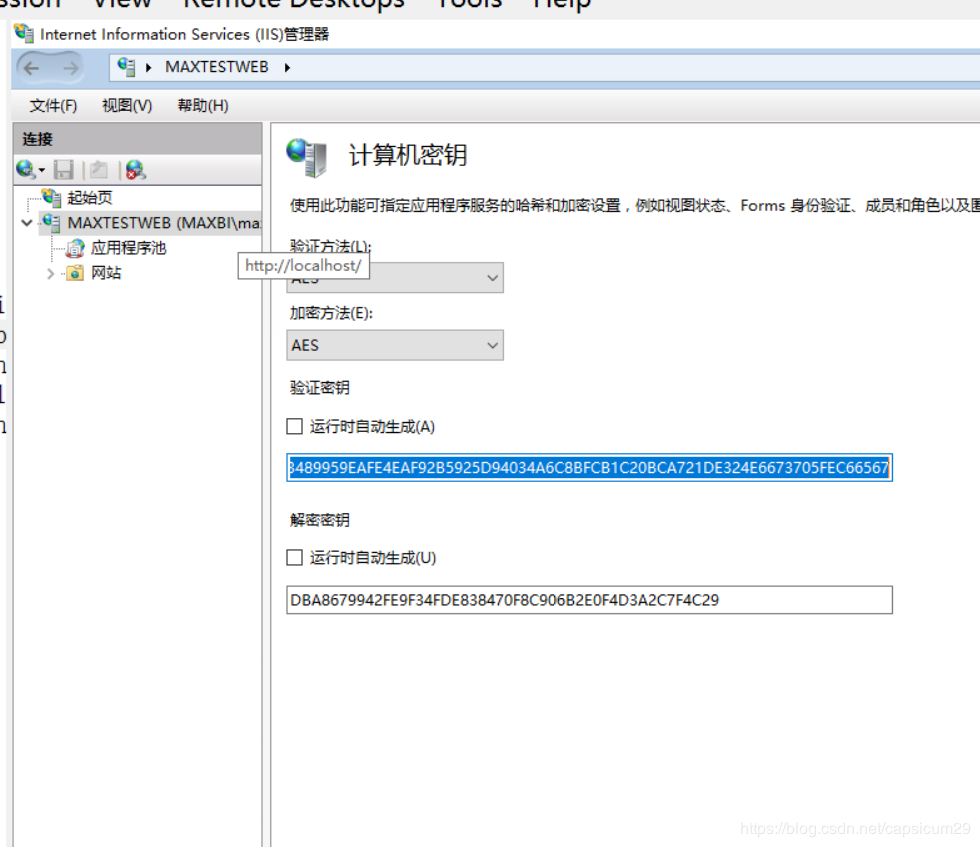 View Remote Desktops Tools Help
Internet Information Services (IIS)管理器
MAXTESTWEB
文件(F) 视图(V) 帮助(H)
连接
起始页
MAXTESTWEB (MAXBI\ma
应用程序池
网站
http://localhost/
计算机密钥
使用此功能可指定应用程序服务的哈希和加密设置，例如视图状态、Forms 身份验证、成员和角色以及匿
验证方法(L):
AES
加密方法(E):
AES
验证密钥
运行时自动生成(A)
3489959EAFE4EAF92B5925D94034A6C8BFCB1C20BCA721DE324E6673705FEC66567
解密密钥
运行时自动生成(U)
DBA8679942FE9F34FDE838470F8C906B2E0F4D3A2C7F4C29
https://blog.csdn.net/capsicum29